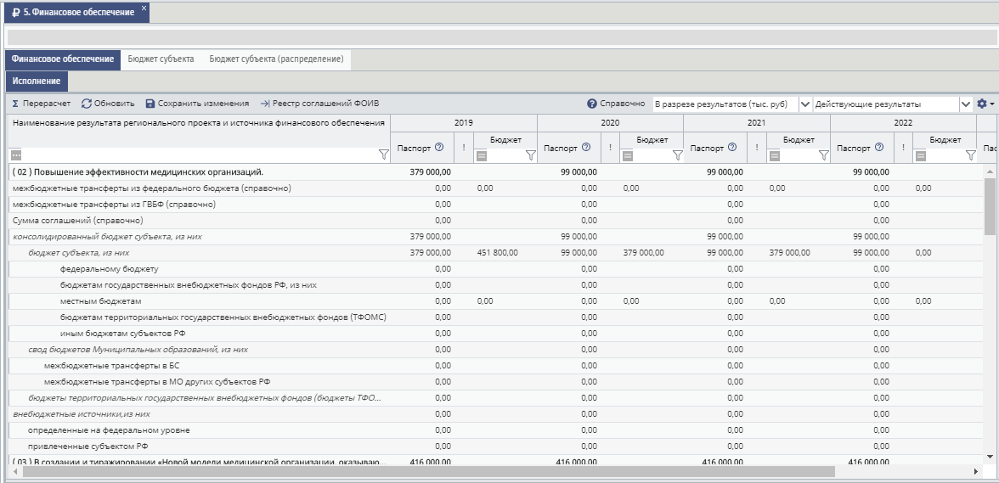 ₽ 5. Финансовое обеспечение ×
Финансовое обеспечение Бюджет субъекта Бюджет субъекта (распределение)
Исполнение
Σ Перерасчет Обновить Сохранить изменения Реестр соглашений ФОИВ ? Справочно В разрезе результатов (тыс. руб) Действующие результаты
Наименование результата регионального проекта и источника финансового обеспечения 2019 2020 2021 2022
Паспорт ? ! Бюджет Паспорт ? ! Бюджет Паспорт ? ! Бюджет Паспорт ? ! Бюджет Пас
( 02 ) Повышение эффективности медицинских организаций. 379 000,00 99 000,00 99 000,00 99 000,00
межбюджетные трансферты из федерального бюджета (справочно) 0,00 0,00 0,00 0,00 0,00 0,00 0,00 0,00
межбюджетные трансферты из ГВБФ (справочно) 0,00 0,00 0,00 0,00
Сумма соглашений (справочно) 0,00 0,00 0,00 0,00
консолидированный бюджет субъекта, из них 379 000,00 99 000,00 99 000,00 99 000,00
бюджет субъекта, из них 379 000,00 451 800,00 99 000,00 379 000,00 99 000,00 379 000,00 99 000,00 0,00
федеральному бюджету 0,00 0,00 0,00 0,00
бюджетам государственных внебюджетных фондов РФ, из них 0,00 0,00 0,00 0,00
местным бюджетам 0,00 0,00 0,00 0,00 0,00 0,00 0,00 0,00
бюджетам территориальных государственных внебюджетных фондов (ТФОМС) 0,00 0,00 0,00 0,00
иным бюджетам субъектов РФ 0,00 0,00 0,00 0,00
свод бюджетов Муниципальных образований, из них 0,00 0,00 0,00 0,00
межбюджетные трансферты в БС 0,00 0,00 0,00 0,00
межбюджетные трансферты в МО других субъектов РФ 0,00 0,00 0,00 0,00
бюджеты территориальных государственных внебюджетных фондов (бюджеты ТФО... 0,00 0,00 0,00 0,00
внебюджетные источники,из них 0,00 0,00 0,00 0,00
определенные на федеральном уровне 0,00 0,00 0,00 0,00
привлеченные субъектом РФ 0,00 0,00 0,00 0,00
( 03 ) В создании и тиражировании «Новой модели медицинской организации, оказываю... 416 000,00 416 000,00 416 000,00 416 000,00